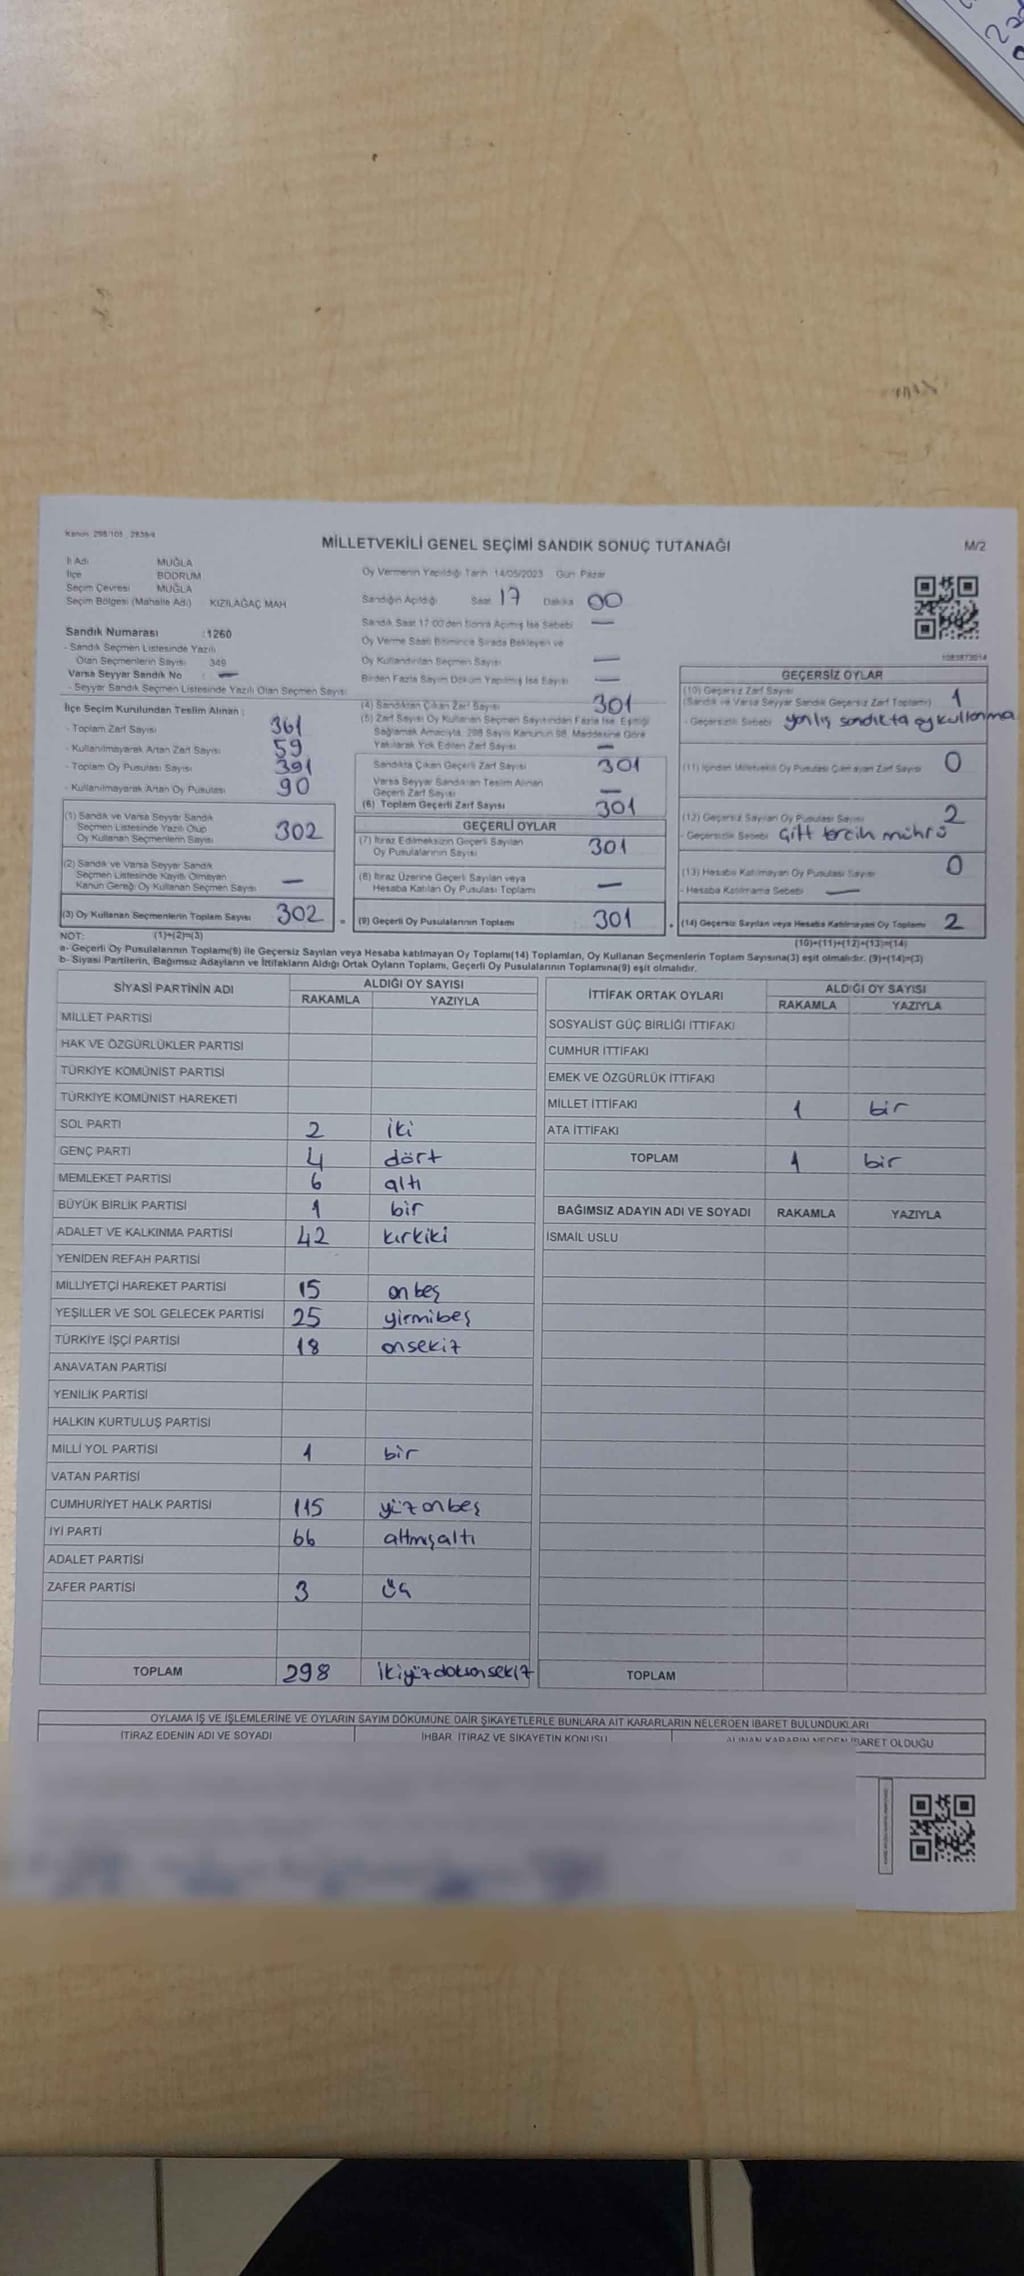 Kanun 298/105 , 2839/4
MİLLETVEKİLİ GENEL SEÇİMİ SANDIK SONUÇ TUTANAĞI
M/2
İl Adı MUĞLA
İlçe BODRUM
Seçim Çevresi MUĞLA
Seçim Bölgesi (Mahalle Adı) KIZILAĞAÇ MAH
Sandık Numarası :1260
- Sandık Seçmen Listesinde Yazılı
Olan Seçmenlerin Sayısı 349
Varsa Seyyar Sandık No : —
- Seyyar Sandık Seçmen Listesinde Yazılı Olan Seçmen Sayısı
İlçe Seçim Kurulundan Teslim Alınan ;
- Toplam Zarf Sayısı 361
- Kullanılmayarak Artan Zarf Sayısı 59
- Toplam Oy Pusulası Sayısı 391
- Kullanılmayarak Artan Oy Pusulası 90
(1) Sandık ve Varsa Seyyar Sandık
Seçmen Listesinde Yazılı Olup
Oy Kullanan Seçmenlerin Sayısı 302
(2) Sandık ve Varsa Seyyar Sandık
Seçmen Listesinde Kayıtlı Olmayan
Kanun Gereği Oy Kullanan Seçmen Sayısı —
(3) Oy Kullanan Seçmenlerin Toplam Sayısı 302
Oy Vermenin Yapıldığı Tarih 14/05/2023 Gün Pazar
Sandığın Açıldığı Saat 17 Dakika 00
Sandık Saat 17:00'den Sonra Açılmış İse Sebebi —
Oy Verme Saati Bitiminde Sırada Bekleyen ve
Oy Kullandırılan Seçmen Sayısı —
Birden Fazla Sayım Döküm Yapılmış İse Sayısı —
(4) Sandıktan Çıkan Zarf Sayısı 301
(5) Zarf Sayısı Oy Kullanan Seçmen Sayısından Fazla İse, Eşitliği
Sağlamak Amacıyla, 298 Sayılı Kanunun 98. Maddesine Göre
Yakılarak Yok Edilen Zarf Sayısı —
Sandıkta Çıkan Geçerli Zarf Sayısı 301
Varsa Seyyar Sandıktan Teslim Alınan
Geçerli Zarf Sayısı —
(6) Toplam Geçerli Zarf Sayısı 301
GEÇERLİ OYLAR
(7) İtiraz Edilmeksizin Geçerli Sayılan
Oy Pusulalarının Sayısı 301
(8) İtiraz Üzerine Geçerli Sayılan veya
Hesaba Katılan Oy Pusulası Toplamı —
= (9) Geçerli Oy Pusulalarının Toplamı 301
1083873014
GEÇERSİZ OYLAR
(10) Geçersiz Zarf Sayısı
(Sandık ve Varsa Seyyar Sandık Geçersiz Zarf Toplamı) 1
- Geçersizlik Sebebi yanlış sandıkta oy kullanma
(11) İçinden Milletvekili Oy Pusulası Çıkmayan Zarf Sayısı 0
(12) Geçersiz Sayılan Oy Pusulası Sayısı 2
- Geçersizlik Sebebi Çift tercih mührü
(13) Hesaba Katılmayan Oy Pusulası Sayısı 0
- Hesaba Katılmama Sebebi —
+ (14) Geçersiz Sayılan veya Hesaba Katılmayan Oy Toplamı 2
NOT: (1)+(2)=(3)
(10)+(11)+(12)+(13)=(14)
a- Geçerli Oy Pusulalarının Toplamı(9) ile Geçersiz Sayılan veya Hesaba katılmayan Oy Toplamı(14) Toplamları, Oy Kullanan Seçmenlerin Toplam Sayısına(3) eşit olmalıdır. (9)+(14)=(3)
b- Siyasi Partilerin, Bağımsız Adayların ve İttifakların Aldığı Ortak Oyların Toplamı, Geçerli Oy Pusulalarının Toplamına(9) eşit olmalıdır.
SİYASİ PARTİNİN ADI ALDIĞI OY SAYISI
RAKAMLA YAZIYLA
MİLLET PARTİSİ
HAK VE ÖZGÜRLÜKLER PARTİSİ
TÜRKİYE KOMÜNİST PARTİSİ
TÜRKİYE KOMÜNİST HAREKETİ
SOL PARTİ 2 iki
GENÇ PARTİ 4 dört
MEMLEKET PARTİSİ 6 altı
BÜYÜK BİRLİK PARTİSİ 1 bir
ADALET VE KALKINMA PARTİSİ 42 kırkiki
YENİDEN REFAH PARTİSİ
MİLLİYETÇİ HAREKET PARTİSİ 15 onbeş
YEŞİLLER VE SOL GELECEK PARTİSİ 25 yirmibeş
TÜRKİYE İŞÇİ PARTİSİ 18 onsekiz
ANAVATAN PARTİSİ
YENİLİK PARTİSİ
HALKIN KURTULUŞ PARTİSİ
MİLLİ YOL PARTİSİ 1 bir
VATAN PARTİSİ
CUMHURİYET HALK PARTİSİ 115 yüzonbeş
İYİ PARTİ 66 altmışaltı
ADALET PARTİSİ
ZAFER PARTİSİ 3 üç
TOPLAM 298 ikiyüzdoksansekiz
İTTİFAK ORTAK OYLARI ALDIĞI OY SAYISI
RAKAMLA YAZIYLA
SOSYALİST GÜÇ BİRLİĞİ İTTİFAKI
CUMHUR İTTİFAKI
EMEK VE ÖZGÜRLÜK İTTİFAKI
MİLLET İTTİFAKI 1 bir
ATA İTTİFAKI
TOPLAM 1 bir
BAĞIMSIZ ADAYIN ADI VE SOYADI RAKAMLA YAZIYLA
İSMAİL USLU
TOPLAM
OYLAMA İŞ VE İŞLEMLERİNE VE OYLARIN SAYIM DÖKÜMÜNE DAİR ŞİKAYETLERLE BUNLARA AİT KARARLARIN NELERDEN İBARET BULUNDUKLARI
İTİRAZ EDENİN ADI VE SOYADI İHBAR, İTİRAZ VE ŞİKAYETİN KONUSU ALINAN KARARIN NEDEN İBARET OLDUĞU